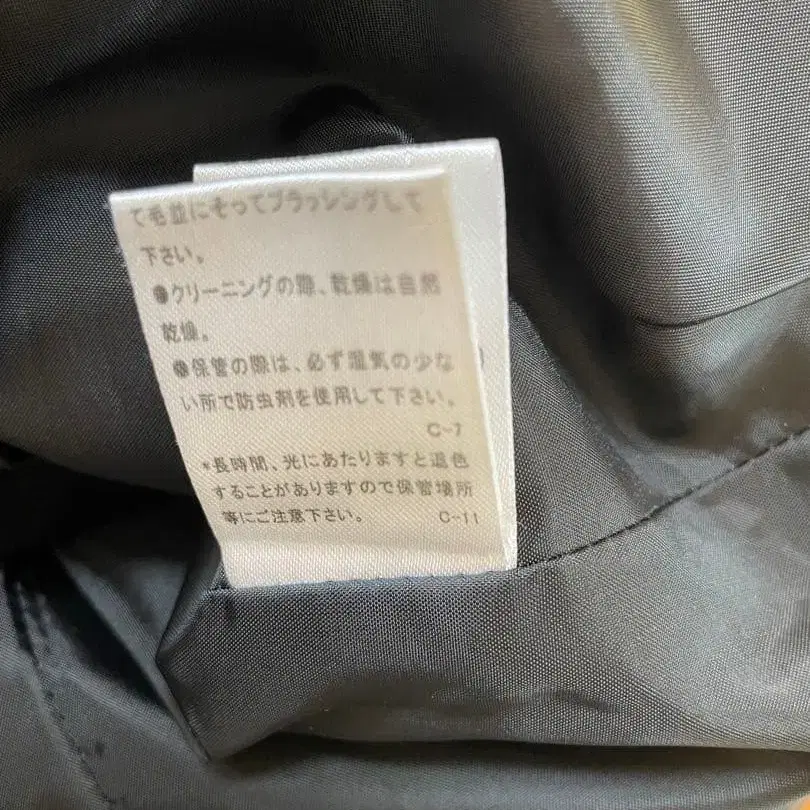 て毛並にそってブラッシングして
下さい。
●クリーニングの際、乾燥は自然
乾燥。
●保管の際は、必ず湿気の少な
い所で防虫剤を使用して下さい。
C-7
*長時間、光にあたりますと退色
することがありますので保管場所
等にご注意下さい。 C-11